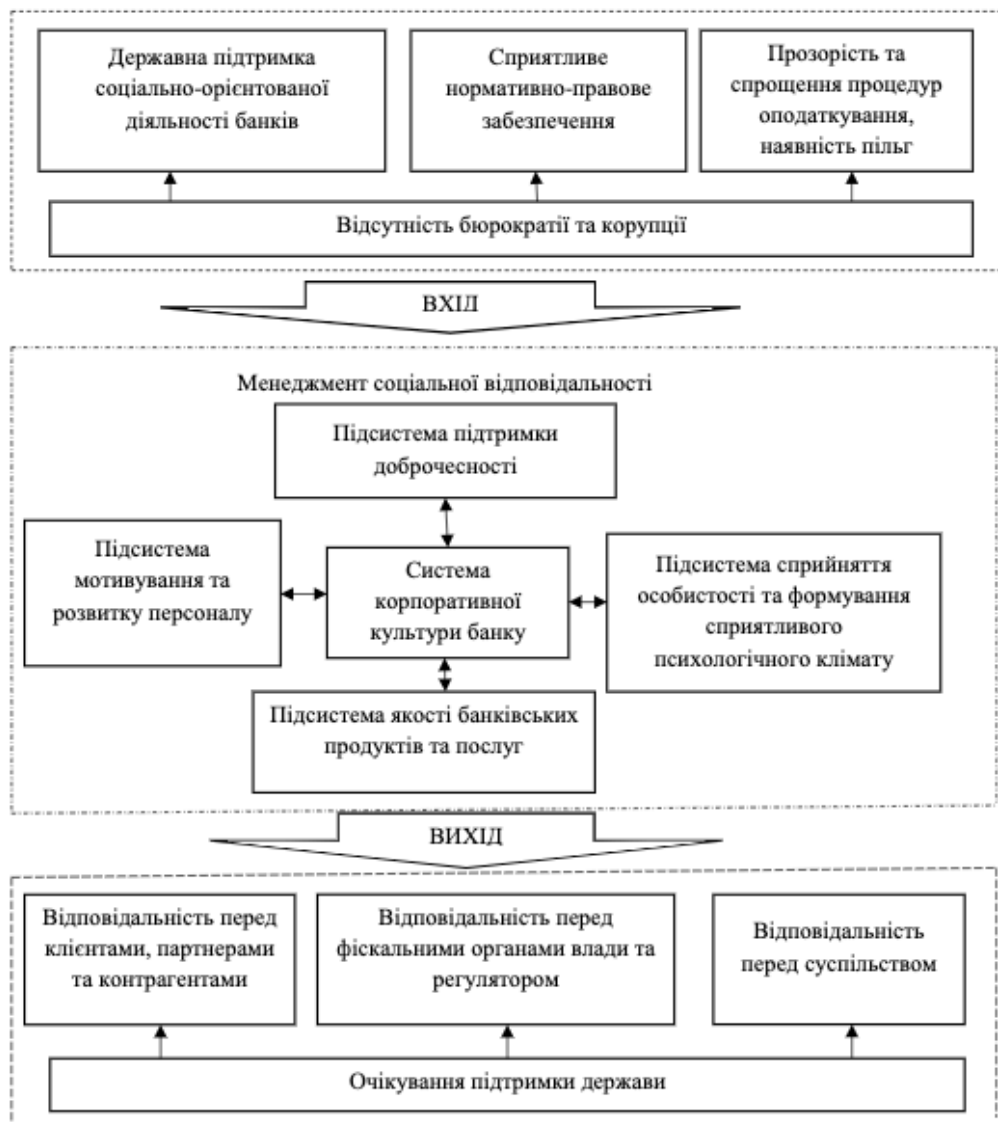 Державна підтримка
соціально-орієнтованої
діяльності банків
Сприятливе
нормативно-правове
забезпечення
Прозорість та
спрощення процедур
оподаткування,
наявність пільг
Відсутність бюрократії та корупції
ВХІД
Менеджмент соціальної відповідальності
Підсистема підтримки
доброчесності
Підсистема
мотивування та
розвитку персоналу
Система
корпоративної
культури банку
Підсистема сприйняття
особистості та формування
сприятливого
психологічного клімату
Підсистема якості банківських
продуктів та послуг
ВИХІД
Відповідальність перед
клієнтами, партнерами
та контрагентами
Відповідальність перед
фіскальними органами влади та
регулятором
Відповідальність
перед суспільством
Очікування підтримки держави